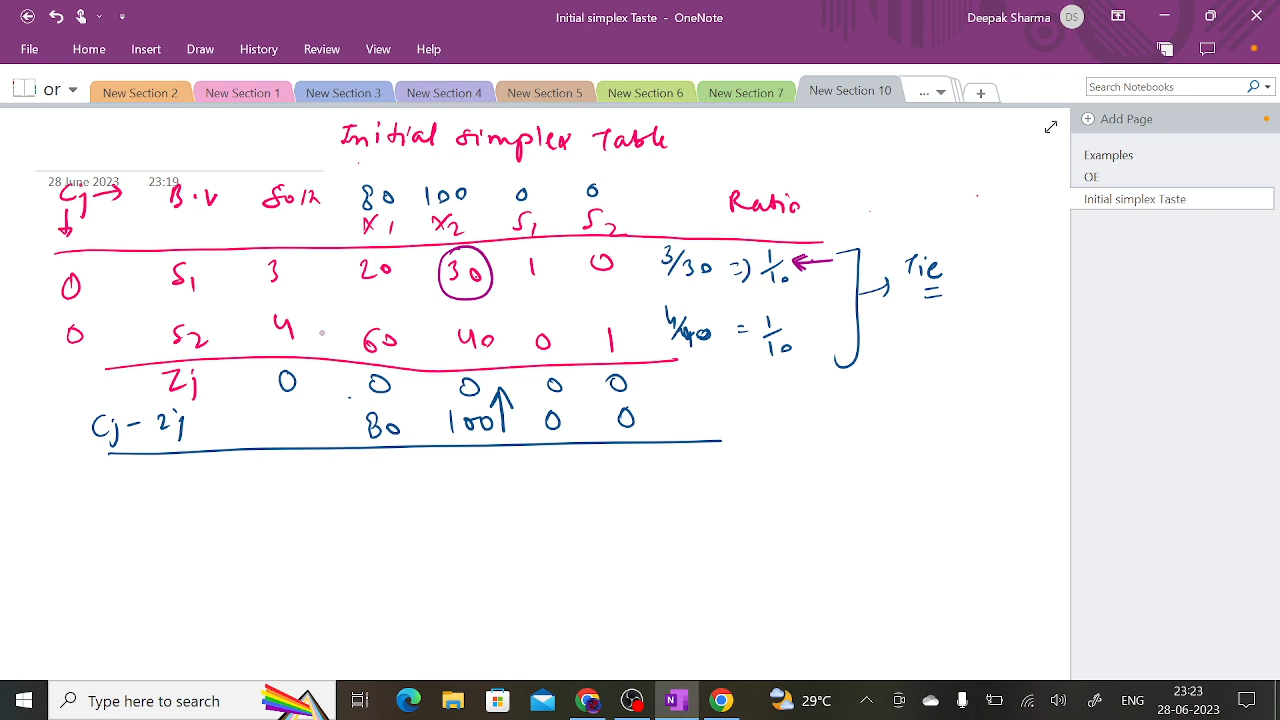 Initial simplex Taste - OneNote
Deepak Sharma DS
File Home Insert Draw History Review View Help
or New Section 2 New Section 1 New Section 3 New Section 4 New Section 5 New Section 6 New Section 7 New Section 10 ... Search Notebooks
Add Page
Examples
OE
Initial simplex Taste
Initial Simplex Table
28 June 2023 23:19
Cj → B.V Soln 80 100 0 0 Ratio
↓ X1 X2 S1 S2
0 S1 3 20 30 1 0 3/30 => 1/10 ←
→ Tie
0 S2 4 60 40 0 1 4/40 = 1/10
Zj 0 0 0 0 0
Cj - Zj 80 100 ↑ 0 0
Type here to search
29°C ENG 23:23
28-06-2023